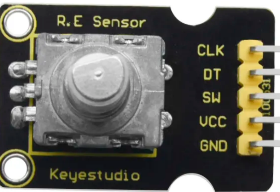 R.E Sensor
CLK
DT
SW
VCC
GND
Keyestudio